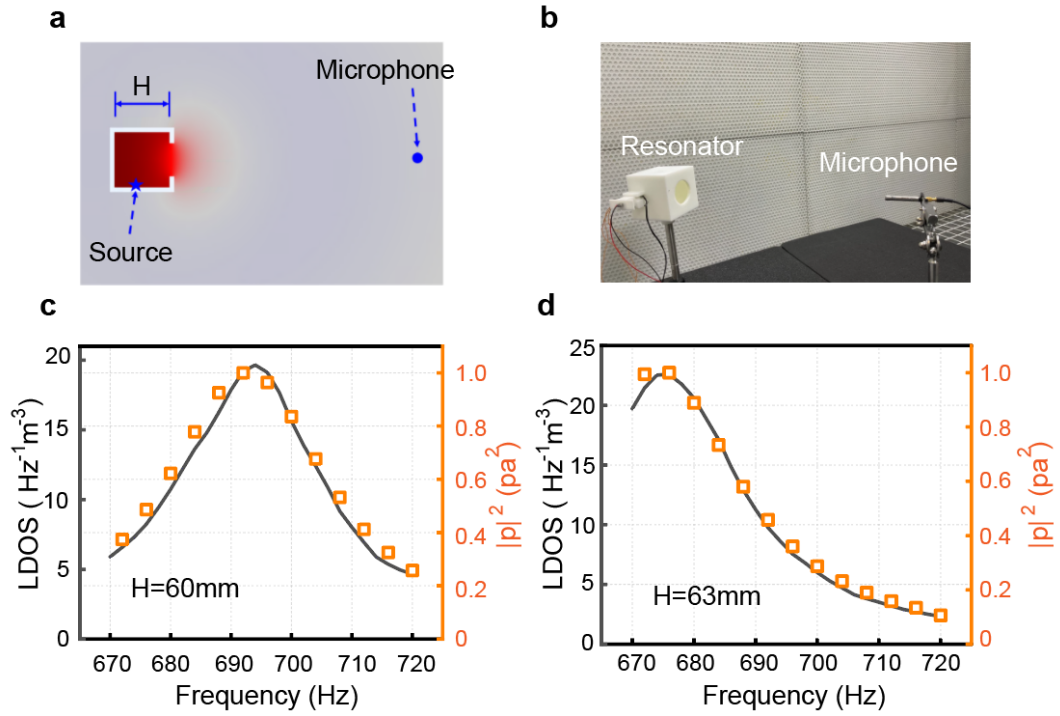 a
H
Microphone
Source
b
Resonator
Microphone
c
LDOS ( Hz⁻¹m⁻³)
20
15
10
5
0
1.0
0.8
0.6
0.4
0.2
0
|p| ² (pa²)
H=60mm
670 680 690 700 710 720
Frequency (Hz)
d
LDOS ( Hz⁻¹m⁻³)
25
20
15
10
5
0
1.0
0.8
0.6
0.4
0.2
0
|p| ² (pa²)
H=63mm
670 680 690 700 710 720
Frequency (Hz)